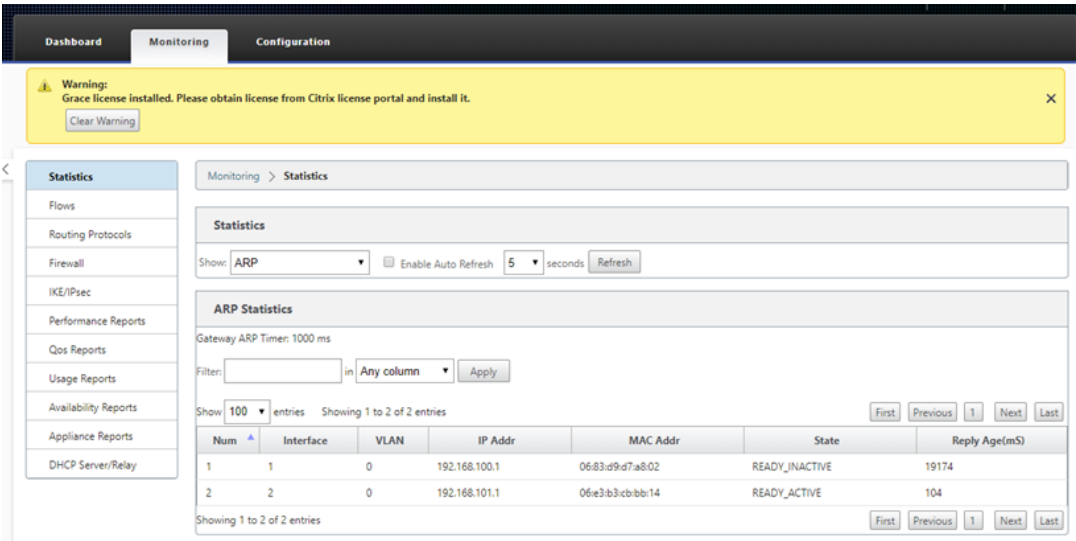 Dashboard Monitoring Configuration
Warning:
Grace license installed. Please obtain license from Citrix license portal and install it.
Clear Warning
Statistics
Flows
Routing Protocols
Firewall
IKE/IPsec
Performance Reports
Qos Reports
Usage Reports
Availability Reports
Appliance Reports
DHCP Server/Relay
Monitoring > Statistics
Statistics
Show: ARP Enable Auto Refresh 5 seconds Refresh
ARP Statistics
Gateway ARP Timer: 1000 ms
Filter: in Any column Apply
Show 100 entries Showing 1 to 2 of 2 entries First Previous 1 Next Last
Num Interface VLAN IP Addr MAC Addr State Reply Age(mS)
1 1 0 192.168.100.1 06:83:d9:d7:a8:02 READY_INACTIVE 19174
2 2 0 192.168.101.1 06:e3:b3:cb:bb:14 READY_ACTIVE 104
Showing 1 to 2 of 2 entries First Previous 1 Next Last